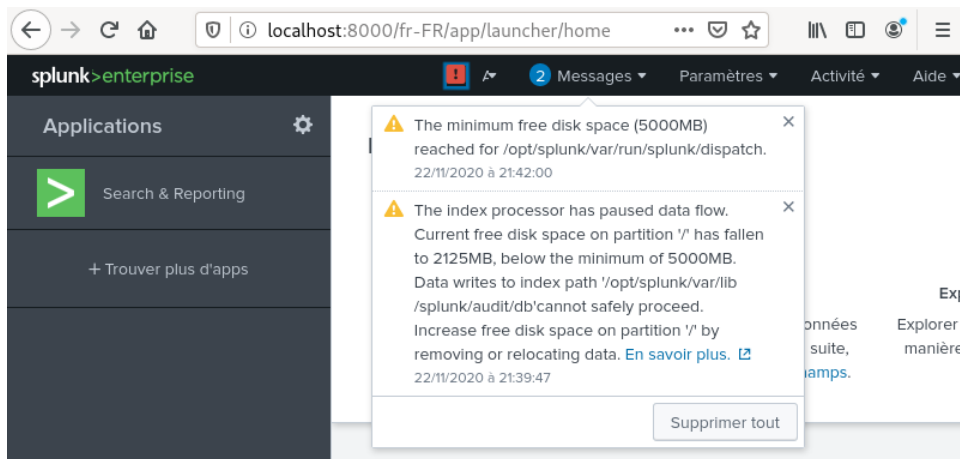 localhost:8000/fr-FR/app/launcher/home
splunk>enterprise
2 Messages Paramètres Activité Aide
Applications
Search & Reporting
+ Trouver plus d'apps
The minimum free disk space (5000MB)
reached for /opt/splunk/var/run/splunk/dispatch.
22/11/2020 à 21:42:00
The index processor has paused data flow.
Current free disk space on partition '/' has fallen
to 2125MB, below the minimum of 5000MB.
Data writes to index path '/opt/splunk/var/lib
/splunk/audit/db'cannot safely proceed.
Increase free disk space on partition '/' by
removing or relocating data. En savoir plus.
22/11/2020 à 21:39:47
Supprimer tout
Exp
onnées Explorer
suite, manière
amps.